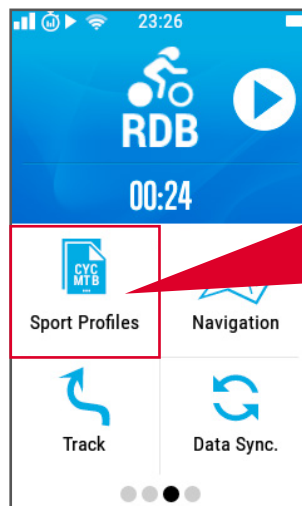 23:26
RDB
00:24
CYC
MTB
Sport Profiles
Navigation
Track
Data Sync.